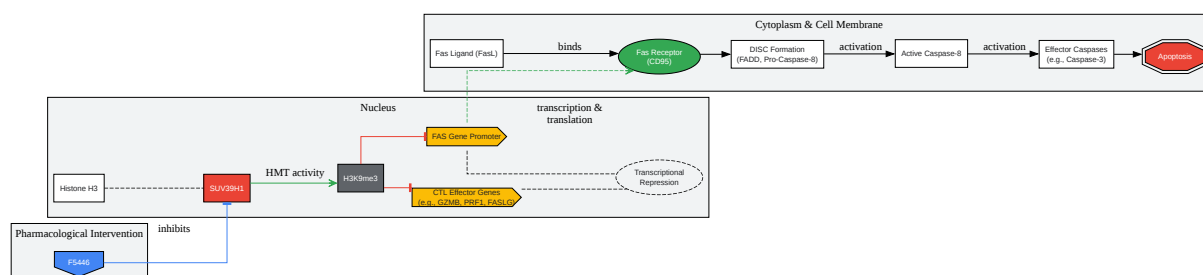 Cytoplasm & Cell Membrane
Fas Ligand (FasL)
binds
Fas Receptor
(CD95)
DISC Formation
(FADD, Pro-Caspase-8)
activation
Active Caspase-8
activation
Effector Caspases
(e.g., Caspase-3)
Apoptosis
Nucleus
transcription &
translation
FAS Gene Promoter
Histone H3
SUV39H1
HMT activity
H3K9me3
CTL Effector Genes
(e.g., GZMB, PRF1, FASLG)
Transcriptional
Repression
Pharmacological Intervention
inhibits
F5446